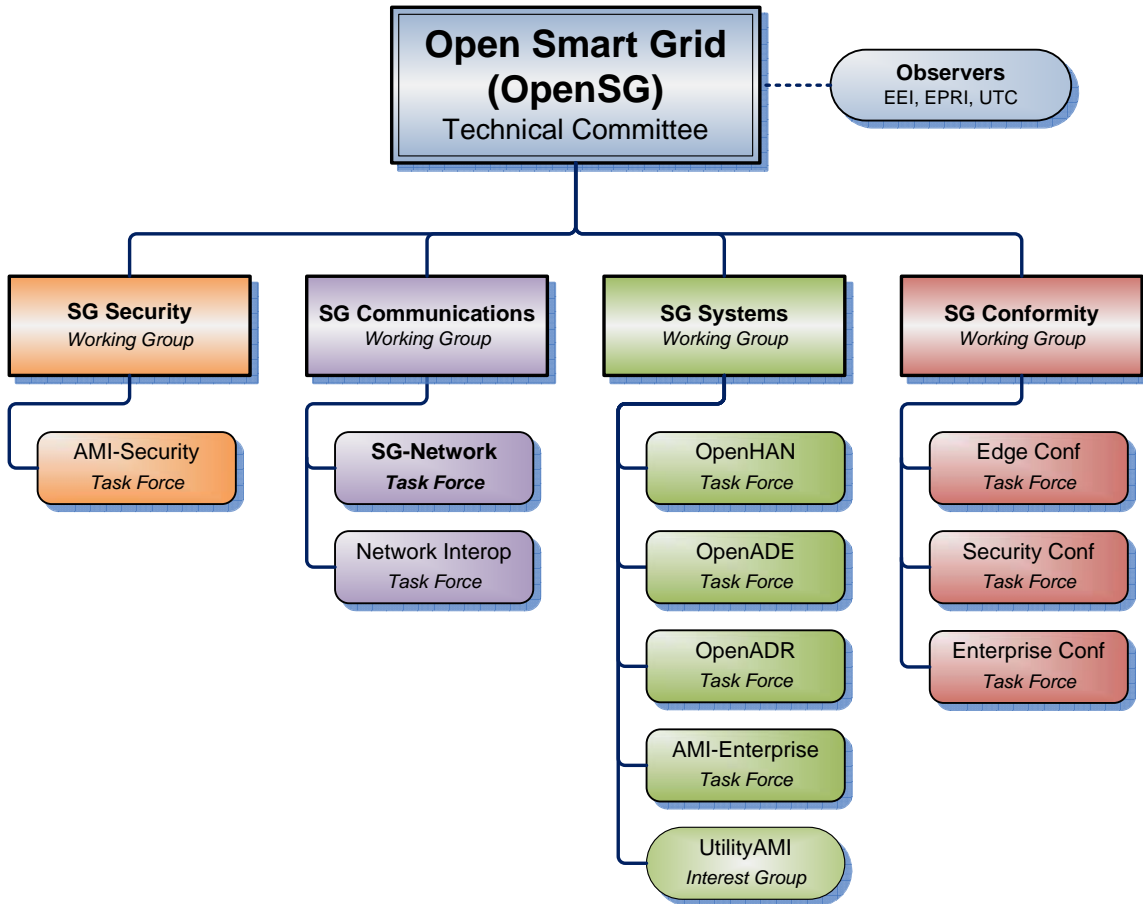 Open Smart Grid
(OpenSG)
Technical Committee
Observers
EEI, EPRI, UTC
SG Security
Working Group
SG Communications
Working Group
SG Systems
Working Group
SG Conformity
Working Group
AMI-Security
Task Force
SG-Network
Task Force
Network Interop
Task Force
OpenHAN
Task Force
OpenADE
Task Force
OpenADR
Task Force
AMI-Enterprise
Task Force
UtilityAMI
Interest Group
Edge Conf
Task Force
Security Conf
Task Force
Enterprise Conf
Task Force